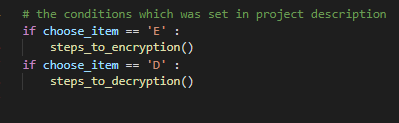 # the conditions which was set in project description
if choose_item == 'E' :
    steps_to_encryption()
if choose_item == 'D' :
    steps_to_decryption()